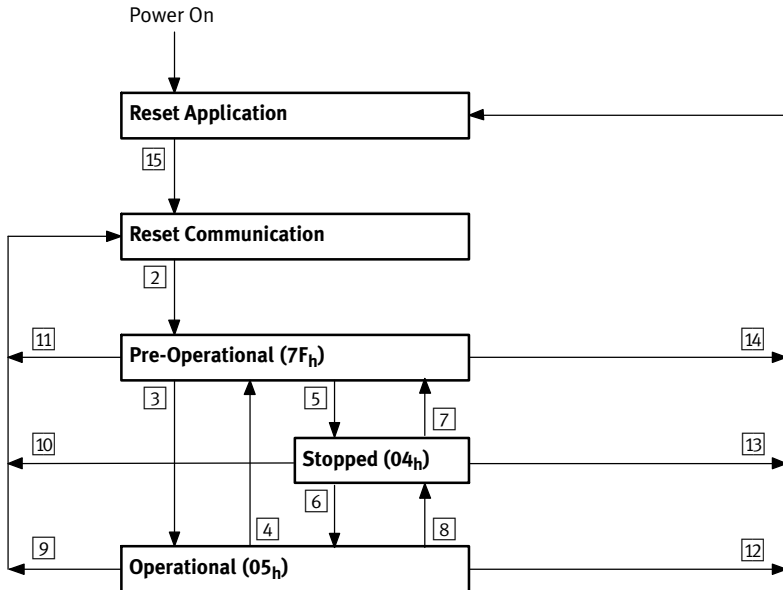 Power On
Reset Application
15
Reset Communication
2
11
Pre-Operational (7Fh)
14
3
5
7
10
Stopped (04h)
13
6
4
8
9
Operational (05h)
12